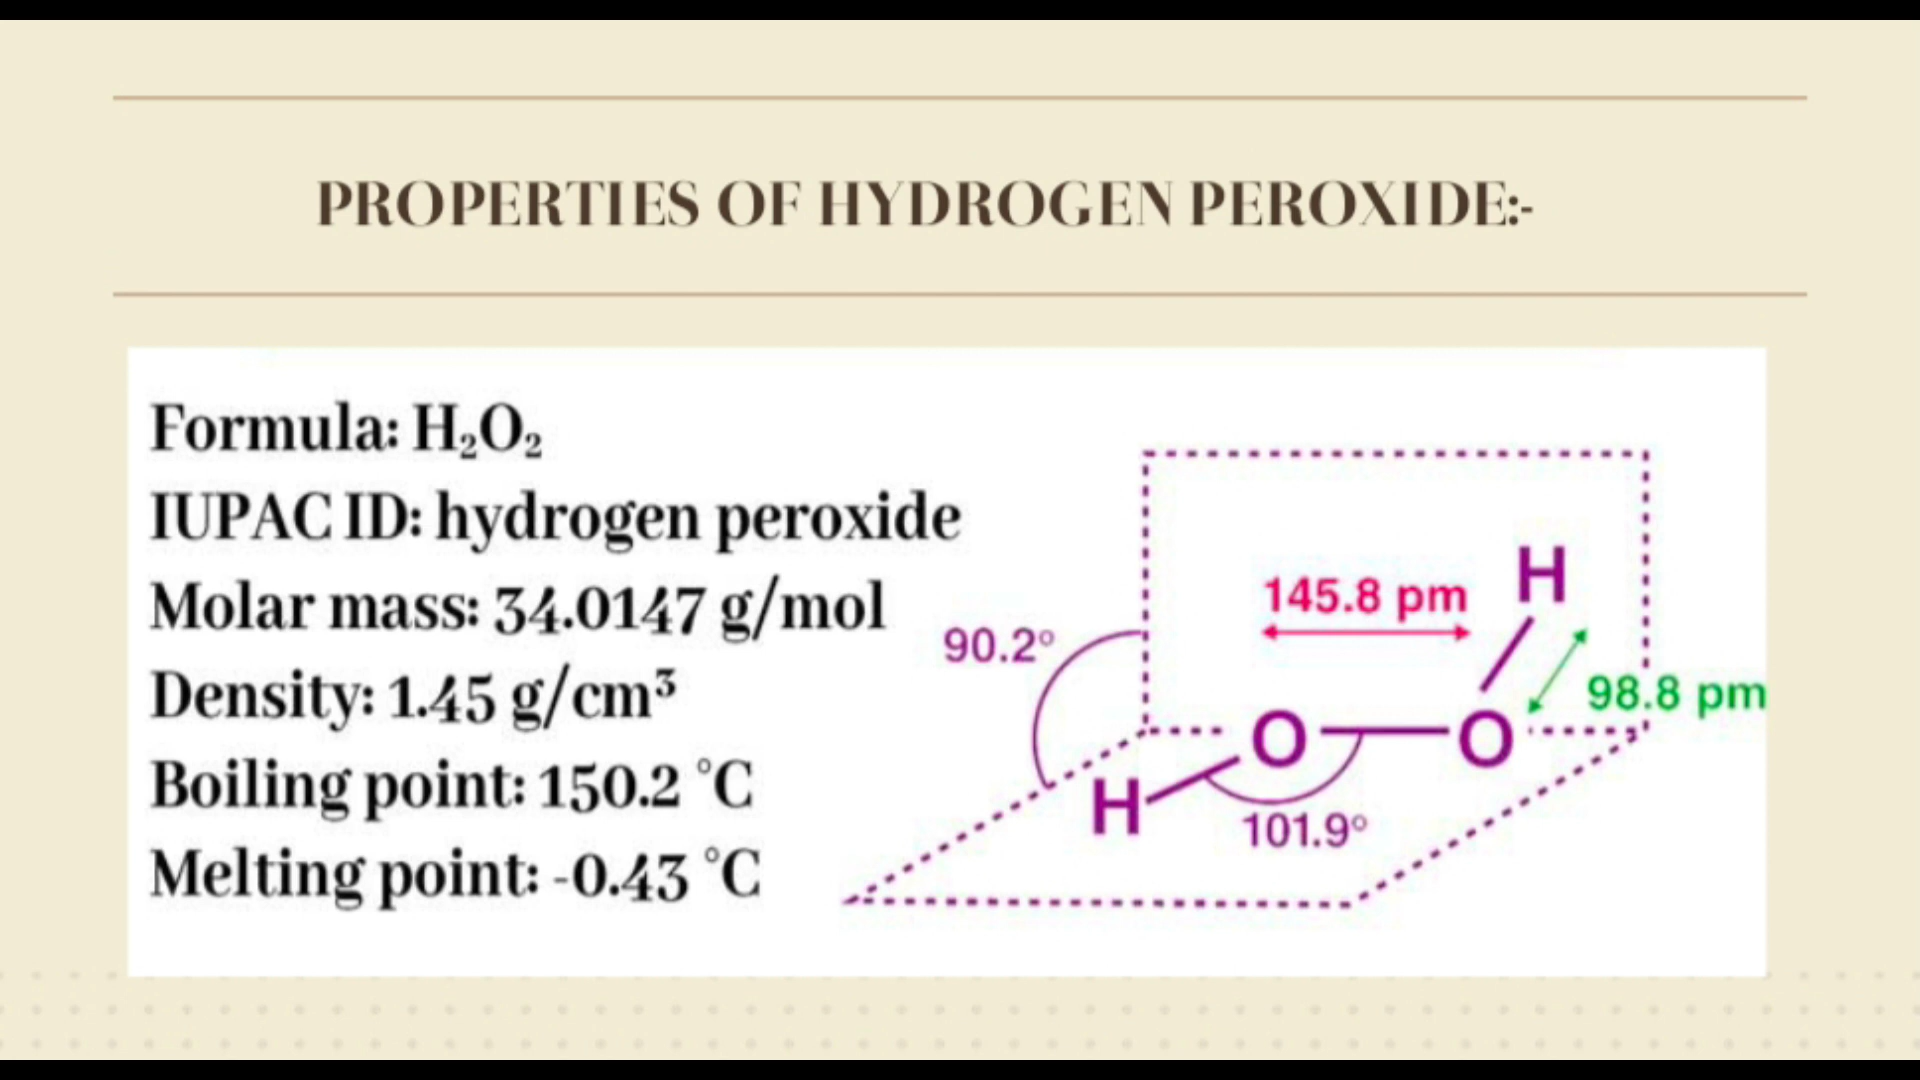 PROPERTIES OF HYDROGEN PEROXIDE:-
Formula: H₂O₂
IUPAC ID: hydrogen peroxide
Molar mass: 34.0147 g/mol
Density: 1.45 g/cm³
Boiling point: 150.2 °C
Melting point: -0.43 °C
H
145.8 pm
90.2°
98.8 pm
O O
H
101.9°